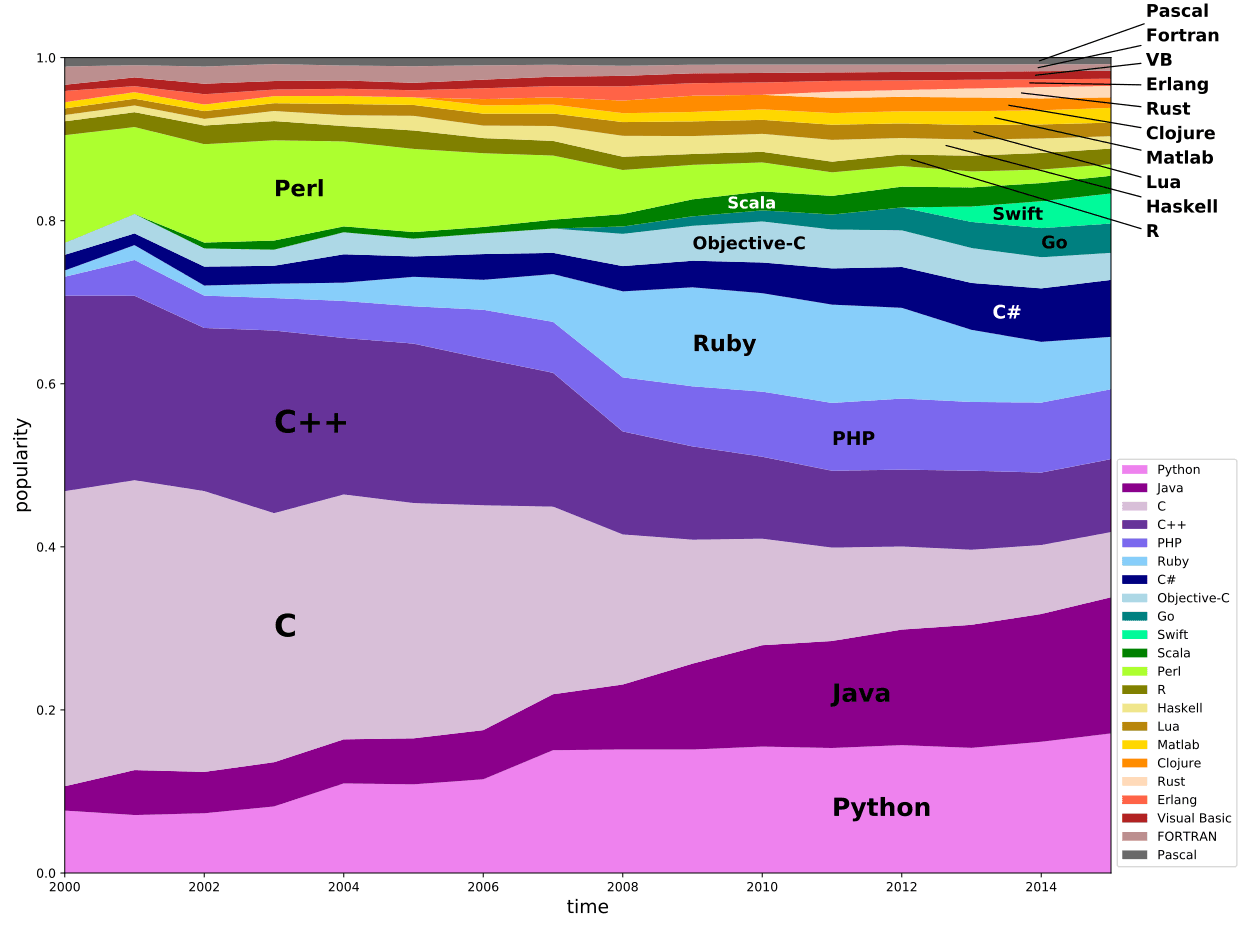 Pascal
Fortran
VB
Erlang
Rust
Clojure
Matlab
Lua
Haskell
R
1.0
0.8
0.6
0.4
0.2
0.0
popularity
Perl
Scala
Swift
Objective-C
Go
C#
Ruby
C++
PHP
C
Java
Python
Python
Java
C
C++
PHP
Ruby
C#
Objective-C
Go
Swift
Scala
Perl
R
Haskell
Lua
Matlab
Clojure
Rust
Erlang
Visual Basic
FORTRAN
Pascal
2000 2002 2004 2006 2008 2010 2012 2014
time